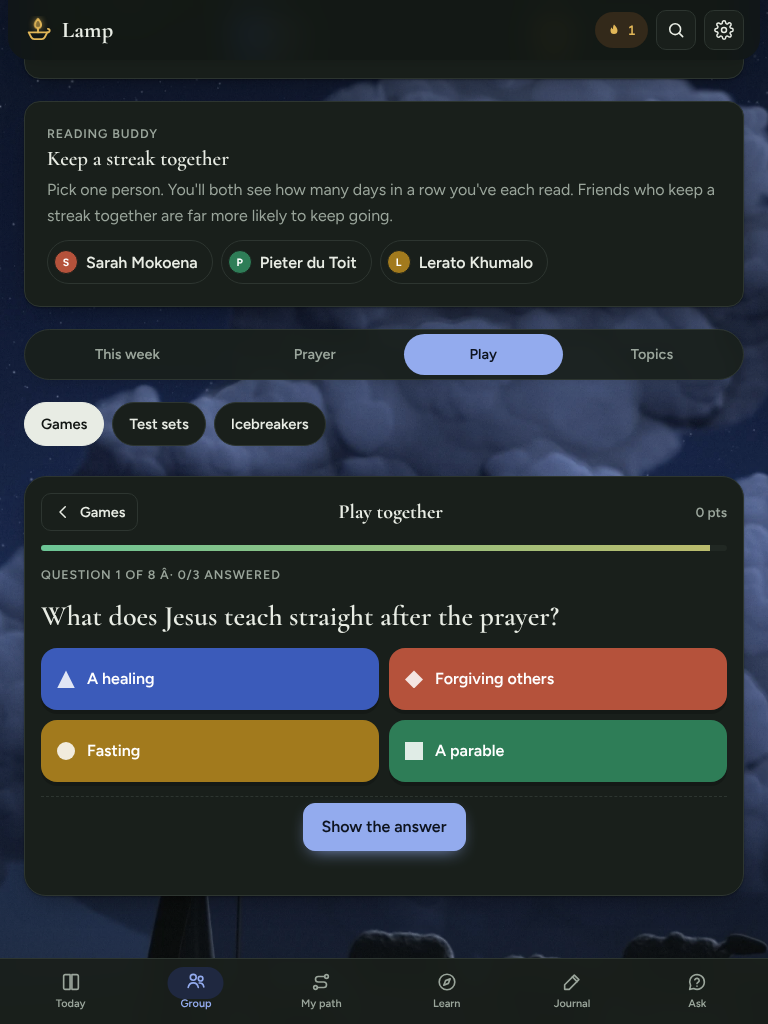 Lamp
1
READING BUDDY
Keep a streak together
Pick one person. You'll both see how many days in a row you've each read. Friends who keep a
streak together are far more likely to keep going.
S Sarah Mokoena P Pieter du Toit L Lerato Khumalo
This week Prayer Play Topics
Games Test sets Icebreakers
Games Play together 0 pts
QUESTION 1 OF 8 Â· 0/3 ANSWERED
What does Jesus teach straight after the prayer?
A healing Forgiving others
Fasting A parable
Show the answer
Today Group My path Learn Journal Ask